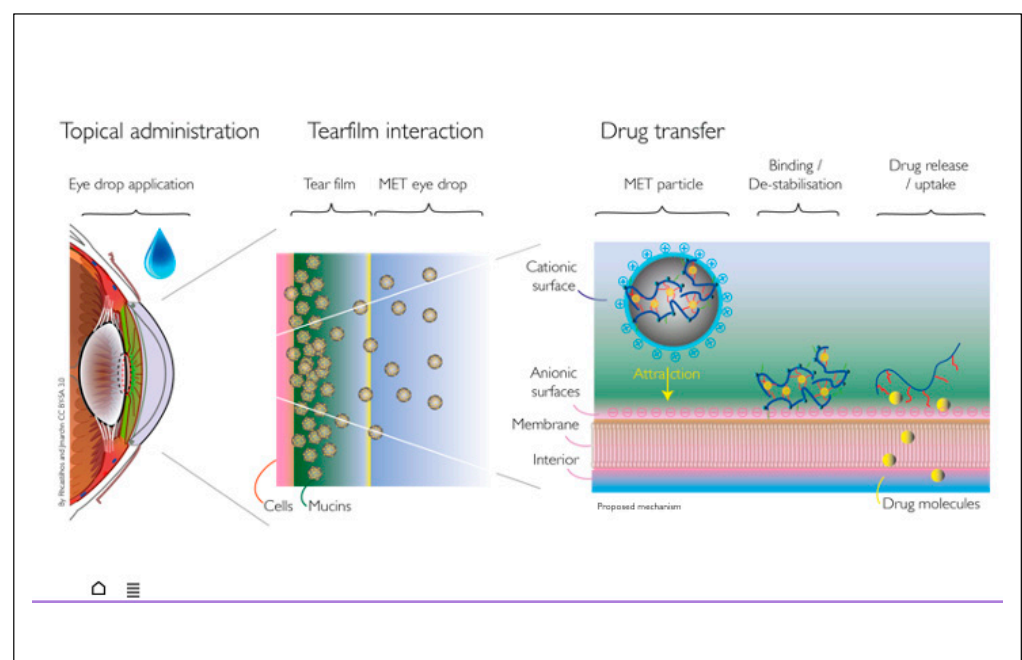 Topical administration
Tearfilm interaction
Drug transfer
Eye drop application
Tear film
MET eye drop
MET particle
Binding /
De-stabilisation
Drug release
/ uptake
Cationic
surface
Attraction
Anionic
surfaces
Membrane
Interior
Cells
Mucins
Proposed mechanism
Drug molecules